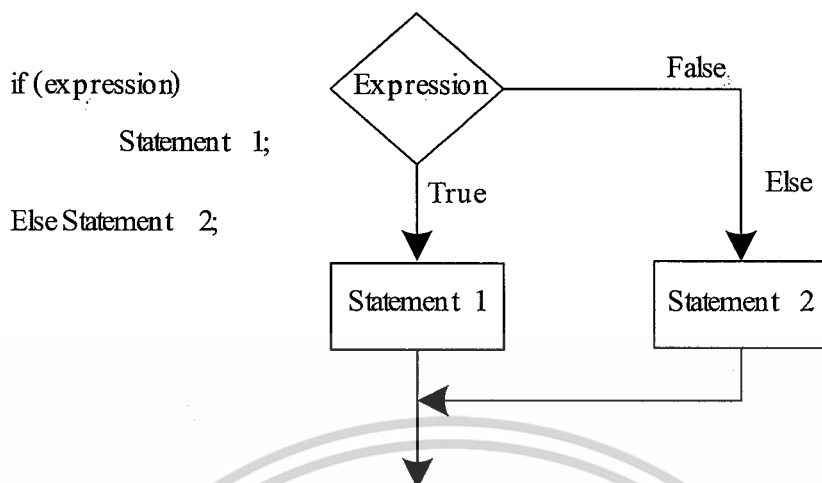 if (expression)
Statement 1;
Else Statement 2;
Expression
False
True
Else
Statement 1
Statement 2